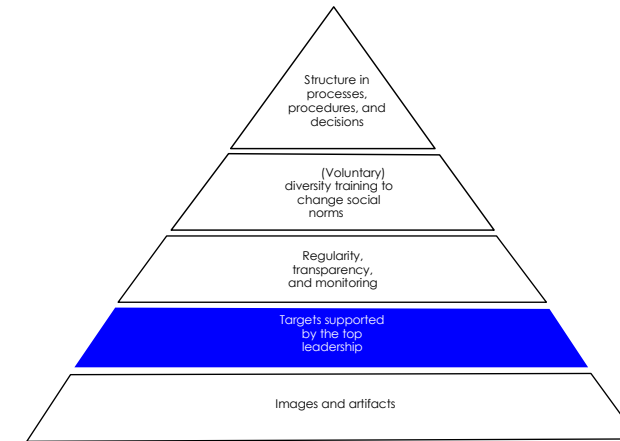 Structure in
processes,
procedures, and
decisions
(Voluntary)
diversity training to
change social
norms
Regularity,
transparency,
and monitoring
Targets supported
by the top
leadership
Images and artifacts